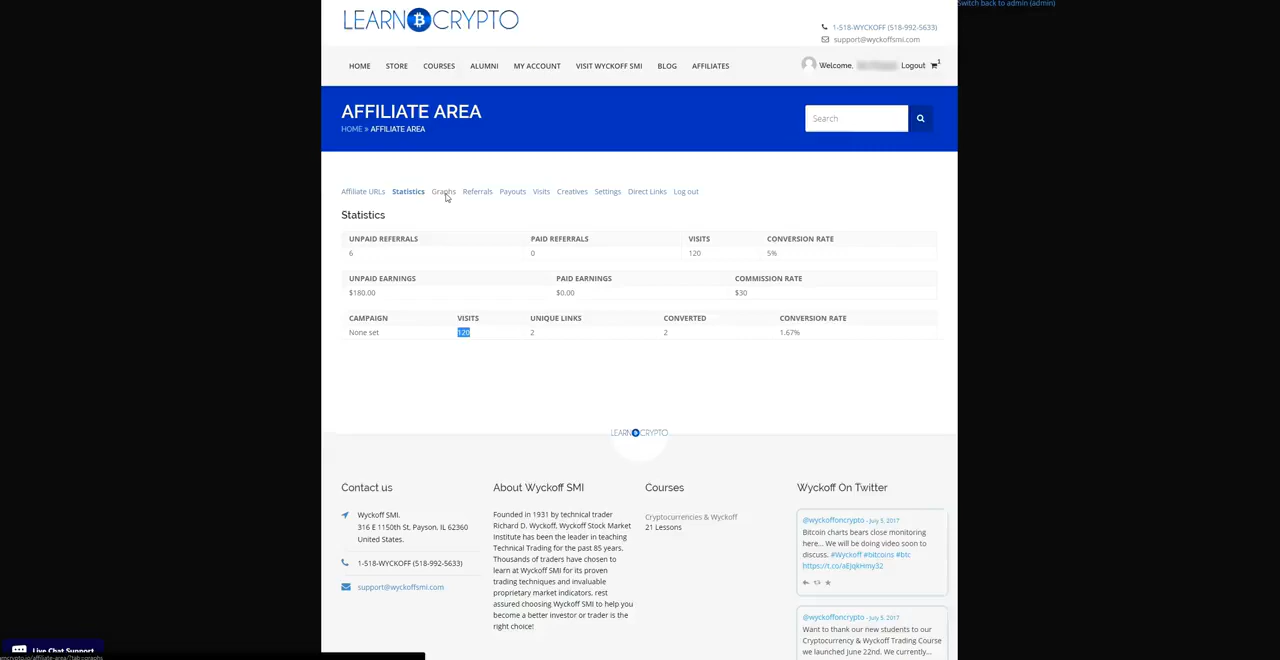 Switch back to admin (admin)
LEARN CRYPTO
1-518-WYCKOFF (518-992-5633)
support@wyckoffsmi.com
HOME STORE COURSES ALUMNI MY ACCOUNT VISIT WYCKOFF SMI BLOG AFFILIATES
Welcome, Logout 1
AFFILIATE AREA
HOME » AFFILIATE AREA
Search
Affiliate URLs Statistics Graphs Referrals Payouts Visits Creatives Settings Direct Links Log out
Statistics
UNPAID REFERRALS PAID REFERRALS VISITS CONVERSION RATE
6 0 120 5%
UNPAID EARNINGS PAID EARNINGS COMMISSION RATE
$180.00 $0.00 $30
CAMPAIGN VISITS UNIQUE LINKS CONVERTED CONVERSION RATE
None set 120 2 2 1.67%
LEARN CRYPTO
Contact us
Wyckoff SMI.
316 E 1150th St. Payson, IL 62360
United States.
1-518-WYCKOFF (518-992-5633)
support@wyckoffsmi.com
About Wyckoff SMI
Founded in 1931 by technical trader
Richard D. Wyckoff, Wyckoff Stock Market
Institute has been the leader in teaching
Technical Trading for the past 85 years.
Thousands of traders have chosen to
learn at Wyckoff SMI for its proven
trading techniques and invaluable
proprietary market indicators, rest
assured choosing Wyckoff SMI to help you
become a better investor or trader is the
right choice!
Courses
Cryptocurrencies & Wyckoff
21 Lessons
Wyckoff On Twitter
@wyckoffoncrypto - July 5, 2017
Bitcoin charts bears close monitoring
here... We will be doing video soon to
discuss. #Wyckoff #bitcoins #btc
https://t.co/aEJqkHmy32
@wyckoffoncrypto - July 5, 2017
Want to thank our new students to our
Cryptocurrency & Wyckoff Trading Course
we launched June 22nd. We currently...
Live Chat Support